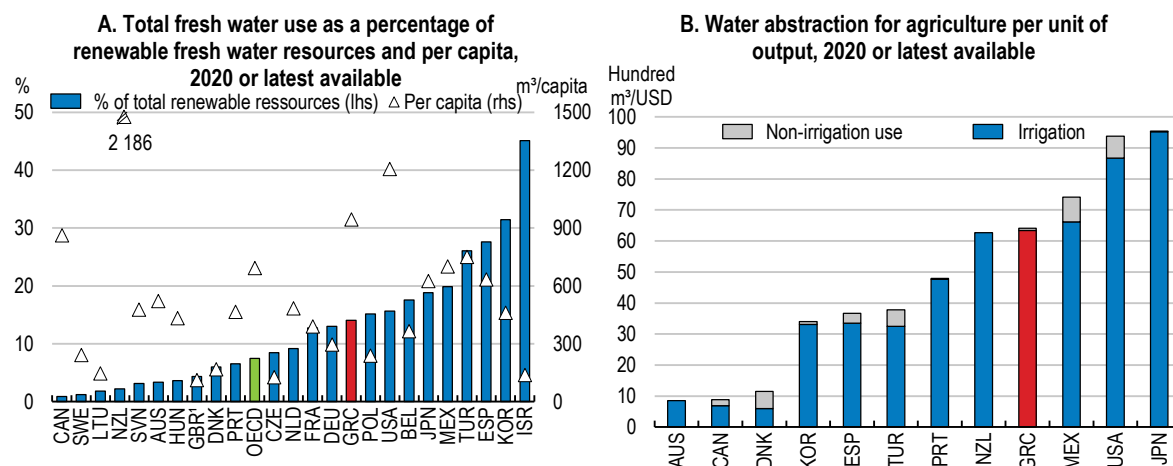 A. Total fresh water use as a percentage of
renewable fresh water resources and per capita,
2020 or latest available
%
m³/capita
% of total renewable ressources (lhs)
Per capita (rhs)
50
40
30
20
10
0
1500
1200
900
600
300
0
2 186
CAN
SWE
LTU
NZL
SVN
AUS
HUN
GBR¹
DNK
PRT
OECD
CZE
NLD
FRA
DEU
GRC
POL
USA
BEL
JPN
MEX
TUR
ESP
KOR
ISR
B. Water abstraction for agriculture per unit of
output, 2020 or latest available
Hundred
m³/USD
Non-irrigation use
Irrigation
100
90
80
70
60
50
40
30
20
10
0
AUS
CAN
DNK
KOR
ESP
TUR
PRT
NZL
GRC
MEX
USA
JPN